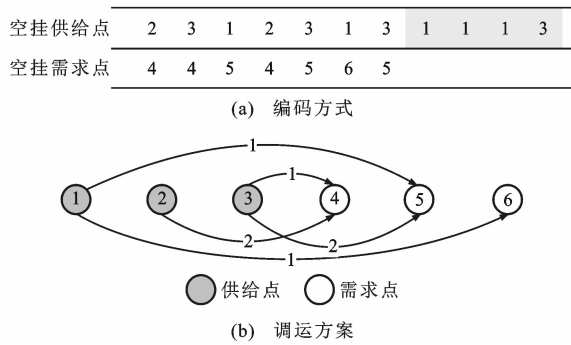 空挂供给点 2 3 1 2 3 1 3 1 1 1 3
空挂需求点 4 4 5 4 5 6 5
(a) 编码方式
1
1
1 2 3 4 5 6
2 2
1
供给点 需求点
(b) 调运方案